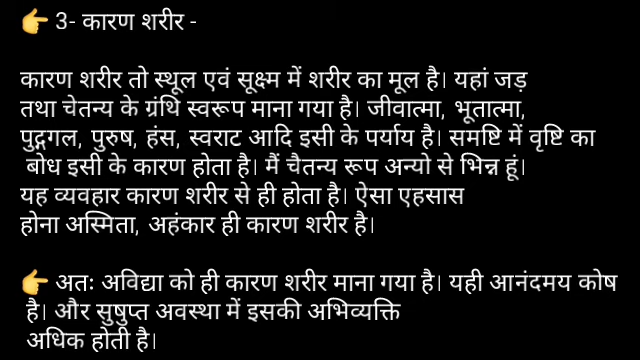 👉 3- कारण शरीर -
कारण शरीर तो स्थूल एवं सूक्ष्म में शरीर का मूल है। यहां जड़
तथा चेतन्य के ग्रंथि स्वरूप माना गया है। जीवात्मा, भूतात्मा,
पुद्गगल, पुरुष, हंस, स्वराट आदि इसी के पर्याय है। समष्टि में वृष्टि का
बोध इसी के कारण होता है। मैं चैतन्य रूप अन्यो से भिन्न हूं।
यह व्यवहार कारण शरीर से ही होता है। ऐसा एहसास
होना अस्मिता, अहंकार ही कारण शरीर है।
👉 अतः अविद्या को ही कारण शरीर माना गया है। यही आनंदमय कोष
है। और सुषुप्त अवस्था में इसकी अभिव्यक्ति
अधिक होती है।